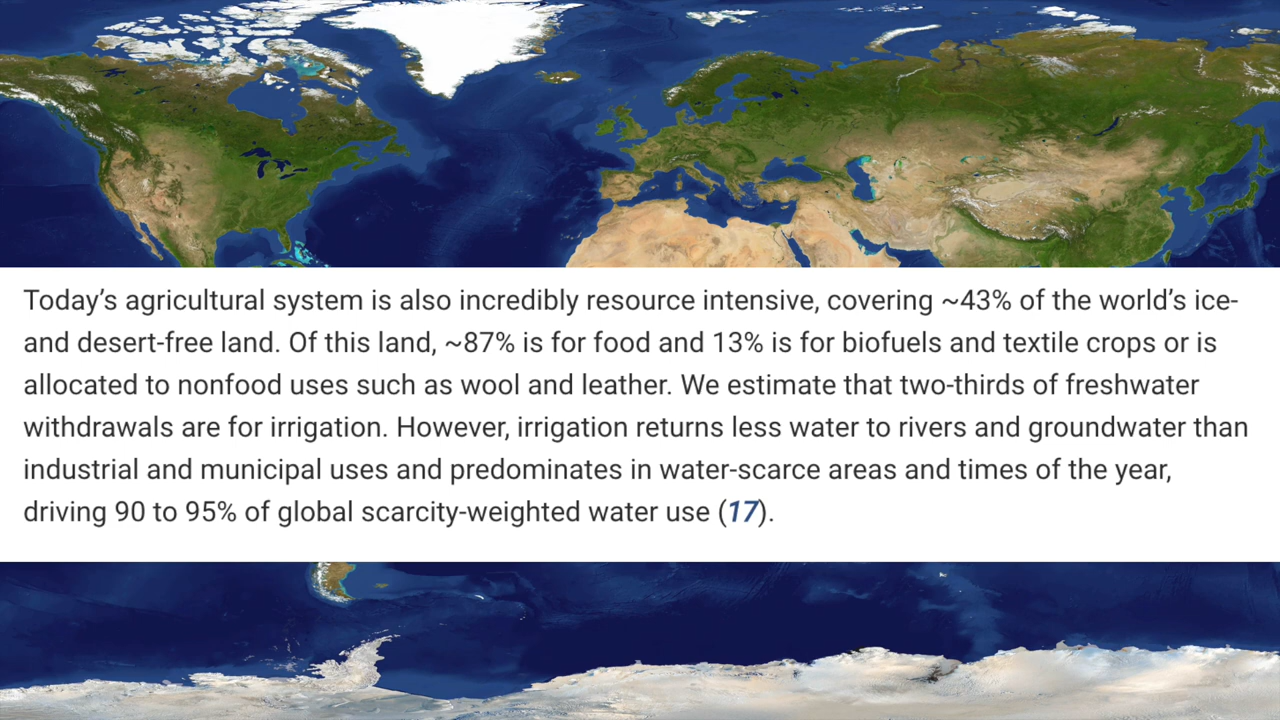 Today’s agricultural system is also incredibly resource intensive, covering ~43% of the world’s ice-
and desert-free land. Of this land, ~87% is for food and 13% is for biofuels and textile crops or is
allocated to nonfood uses such as wool and leather. We estimate that two-thirds of freshwater
withdrawals are for irrigation. However, irrigation returns less water to rivers and groundwater than
industrial and municipal uses and predominates in water-scarce areas and times of the year,
driving 90 to 95% of global scarcity-weighted water use (17).